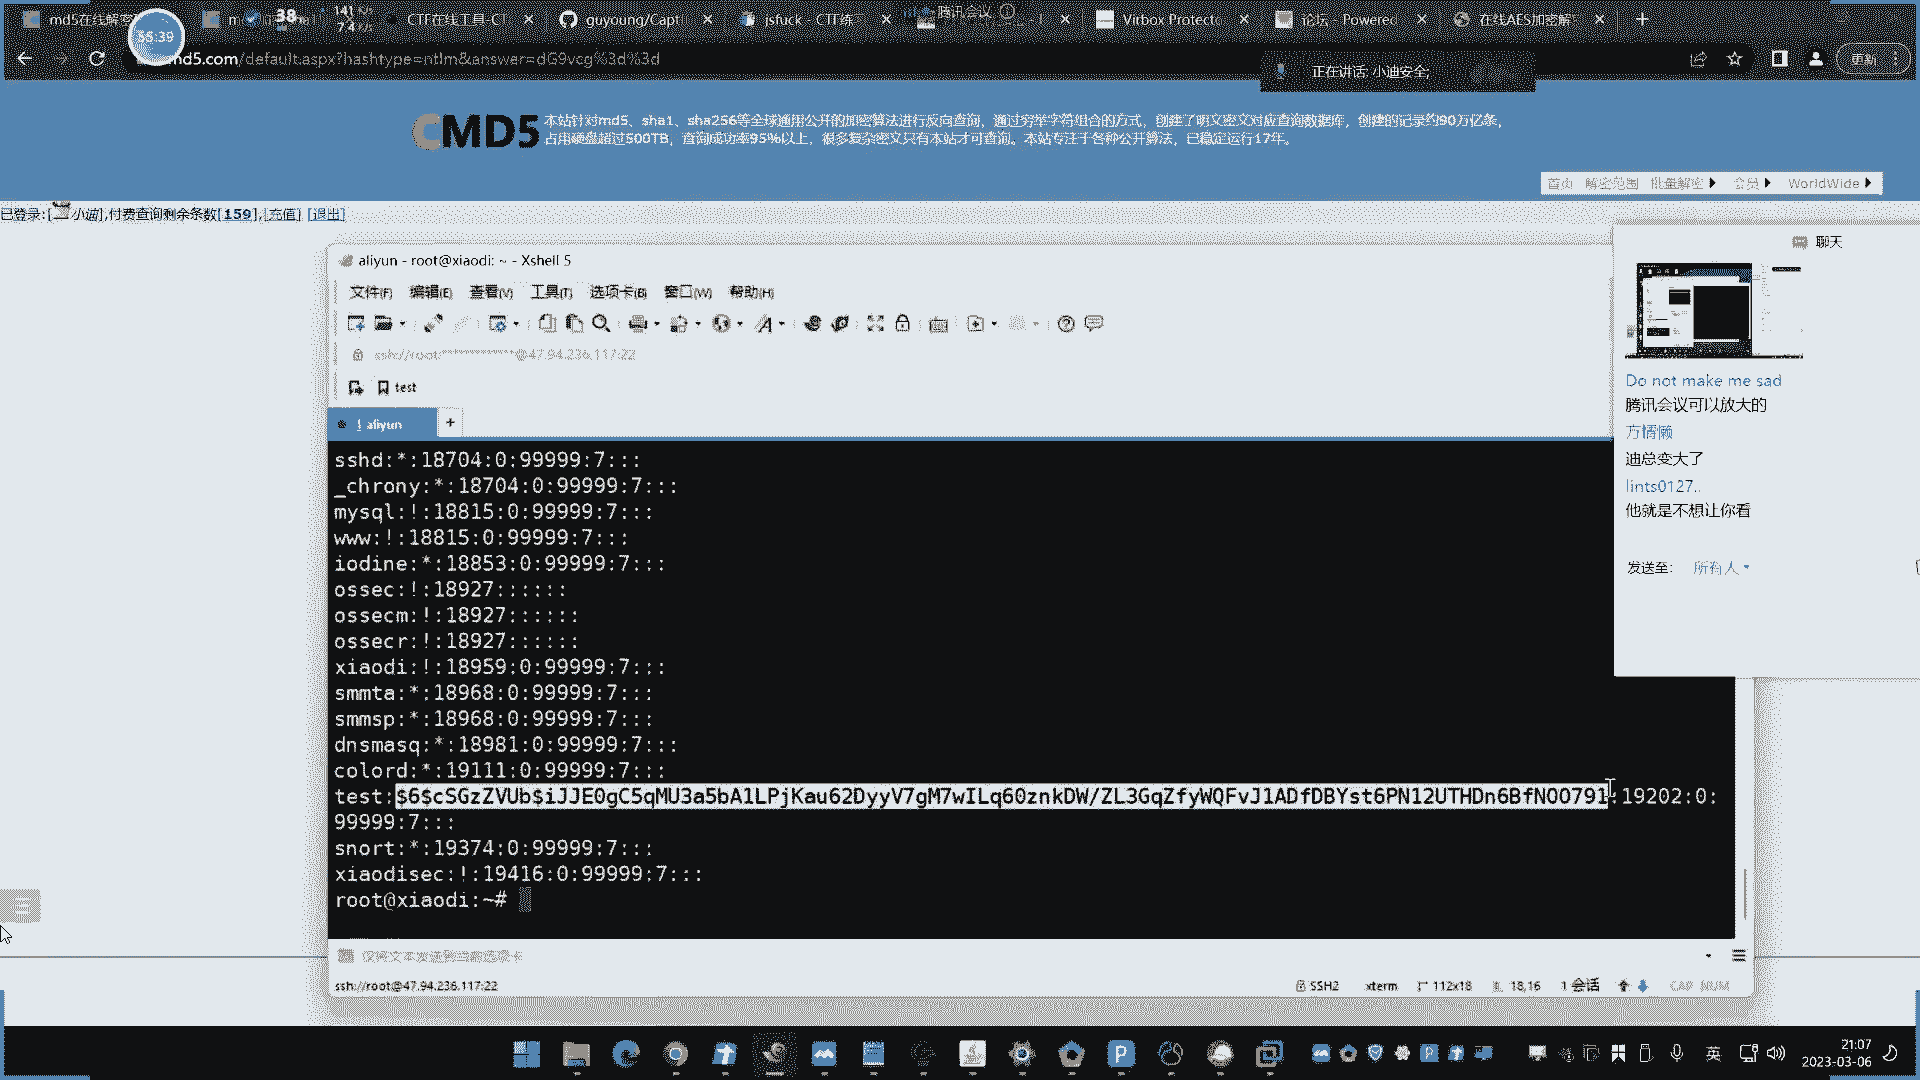 md5在线解密
CTF在线工具-CT
guyoung/Capt
jsfuck - CTF练
腾讯会议
Virbox Protecto
论坛 - Powered
在线AES加密解
38
141 K/s
7.4 K/s
55:39
md5.com/default.aspx?hashtype=ntlm&answer=dG9vcg%3d%3d
更新
正在讲话: 小迪安全;
CMD5
本站针对md5、sha1、sha256等全球通用公开的加密算法进行反向查询，通过穷举字符组合的方式，创建了明文密文对应查询数据库，创建的记录约90万亿条，
占用硬盘超过500TB，查询成功率95%以上，很多复杂密文只有本站才可查询。本站专注于各种公开算法，已稳定运行17年。
首页 解密范围 批量解密 会员 WorldWide
已登录:[小迪],付费查询剩余条数[159],[充值] [退出]
聊天
aliyun - root@xiaodi: ~ - Xshell 5
文件(F) 编辑(E) 查看(V) 工具(T) 选项卡(B) 窗口(W) 帮助(H)
ssh://root:************@47.94.236.117:22
test
1 aliyun
+
Do not make me sad
腾讯会议可以放大的
方情懒
迪总变大了
lints0127..
他就是不想让你看
发送至: 所有人
sshd:*:18704:0:99999:7:::
_chrony:*:18704:0:99999:7:::
mysql:!:18815:0:99999:7:::
www:!:18815:0:99999:7:::
iodine:*:18853:0:99999:7:::
ossec:!:18927::::::
ossecm:!:18927::::::
ossecr:!:18927::::::
xiaodi:!:18959:0:99999:7:::
smmta:*:18968:0:99999:7:::
smmsp:*:18968:0:99999:7:::
dnsmasq:*:18981:0:99999:7:::
colord:*:19111:0:99999:7:::
test:$6$cSGzZVUb$iJJE0gC5qMU3a5bA1LPjKau62DyyV7gM7wILq60znkDW/ZL3GqZfyWQFvJ1ADfDBYst6PN12UTHDn6BfNO0791:19202:0:
99999:7:::
snort:*:19374:0:99999:7:::
xiaodisec:!:19416:0:99999:7:::
root@xiaodi:~#
仅将文本发送到当前选项卡
ssh://root@47.94.236.117:22
SSH2
xterm
112x18
18,16
1 会话
CAP NUM
英
21:07
2023-03-06